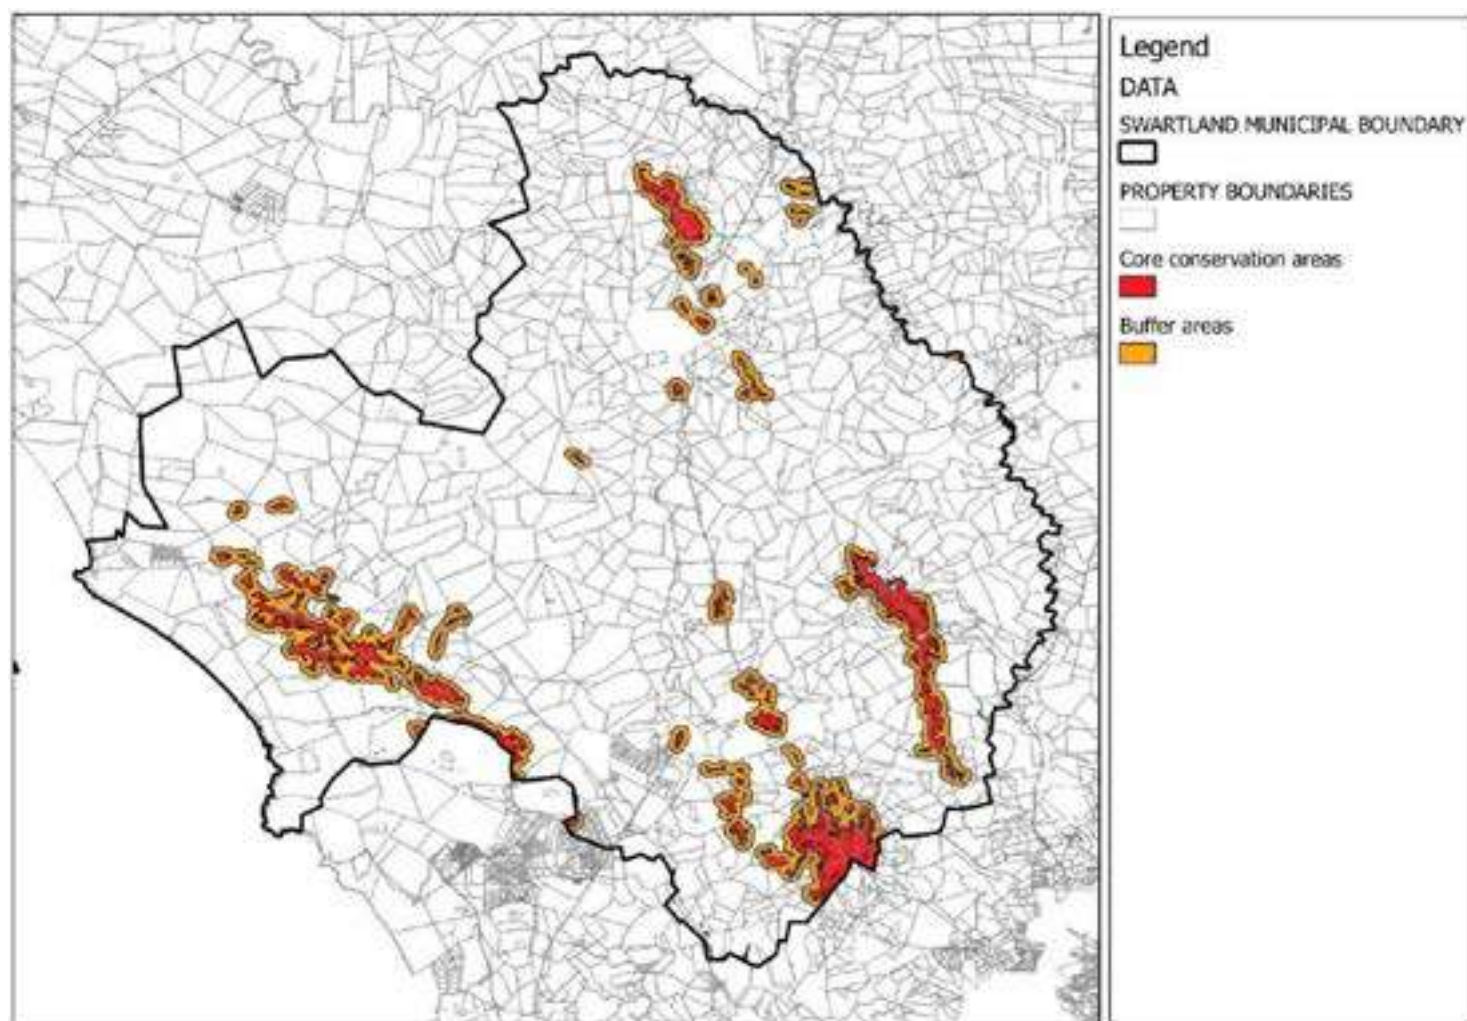 Legend
DATA
SWARTLAND MUNICIPAL BOUNDARY
PROPERTY BOUNDARIES
Core conservation areas
Buffer areas